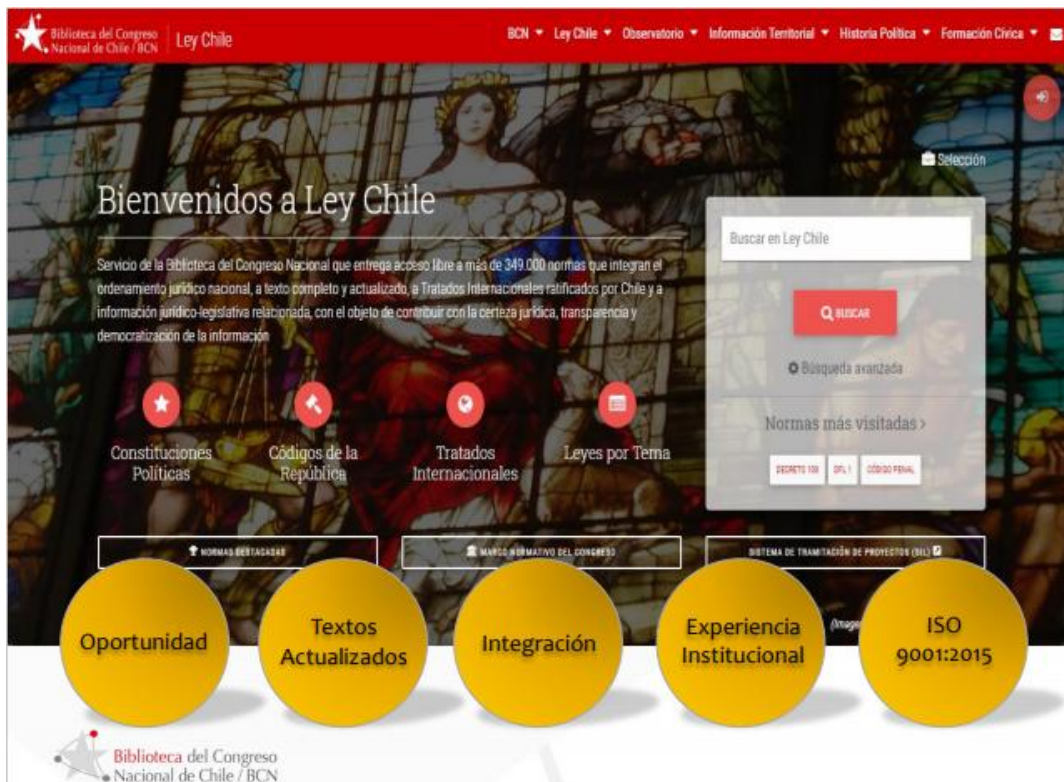 Biblioteca del Congreso
Nacional de Chile / BCN
Ley Chile
BCN
Ley Chile
Observatorio
Información Territorial
Historia Política
Formación Cívica
Selección
Bienvenidos a Ley Chile
Servicio de la Biblioteca del Congreso Nacional que entrega acceso libre a más de 349.000 normas que integran el
ordenamiento jurídico nacional, a texto completo y actualizado, a Tratados Internacionales ratificados por Chile y a
información jurídico-legislativa relacionada, con el objeto de contribuir con la certeza jurídica, transparencia y
democratización de la información
Constituciones
Políticas
Códigos de la
República
Tratados
Internacionales
Leyes por Tema
Buscar en Ley Chile
BUSCAR
Búsqueda avanzada
Normas más visitadas >
DECRETO
DFL 1
CÓDIGO PENAL
NORMAS DESTACADAS
MARCO NORMATIVO DEL CONGRESO
SISTEMA DE TRAMITACIÓN DE PROYECTOS (SIL)
Oportunidad
Textos
Actualizados
Integración
Experiencia
Institucional
ISO
9001:2015
Biblioteca del Congreso
Nacional de Chile / BCN